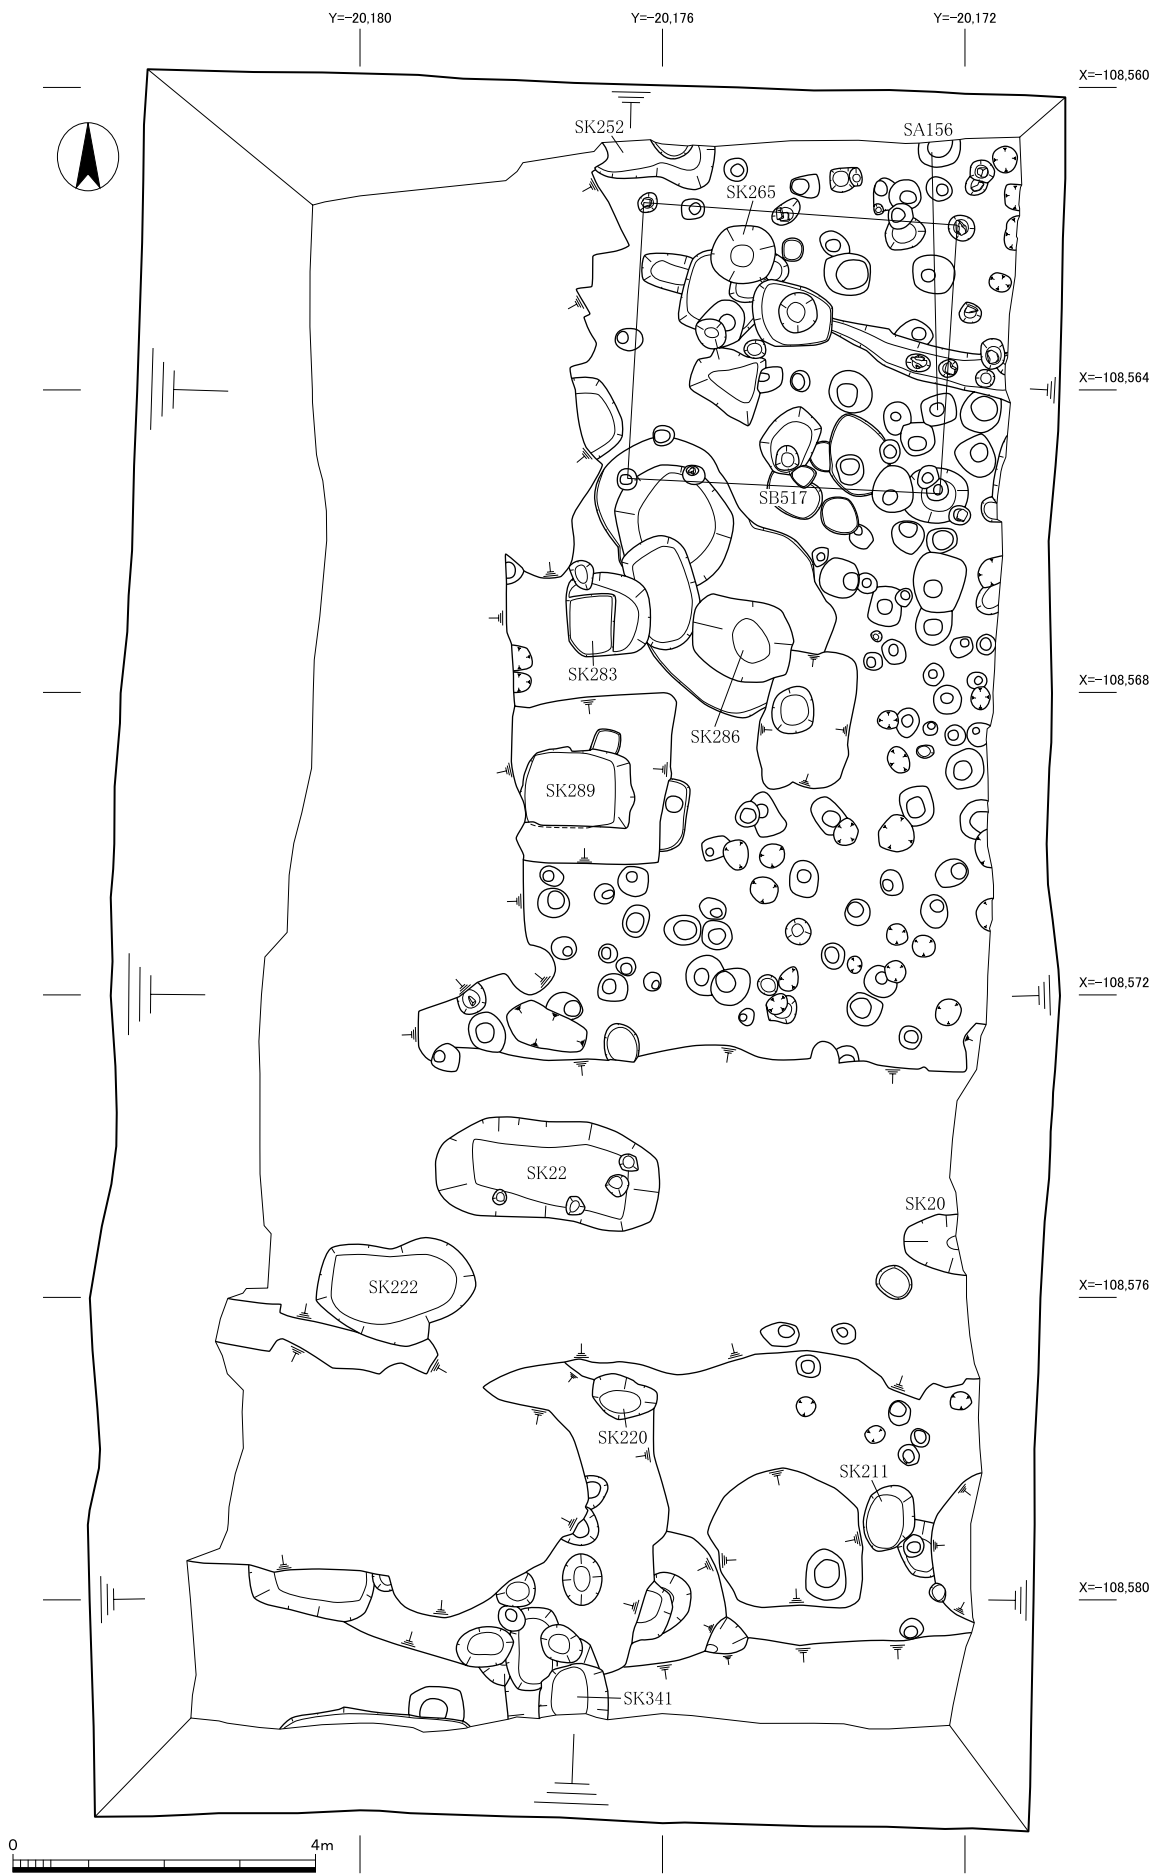 Y=-20,180 Y=-20,176 Y=-20,172
X=-108,560
SK252
SA156
SK265
X=-108,564
SB517
SK283
X=-108,568
SK286
SK289
X=-108,572
SK22
SK20
SK222
X=-108,576
SK220
SK211
X=-108,580
SK341
0 4m